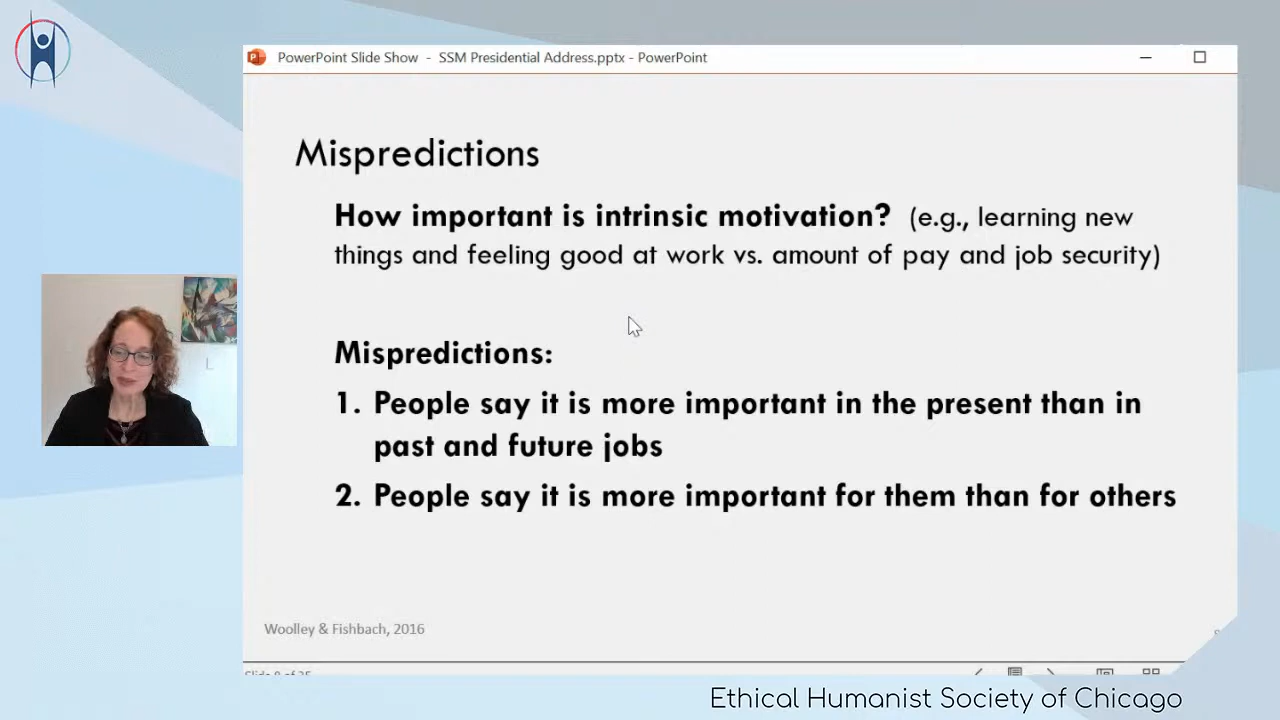 PowerPoint Slide Show - SSM Presidential Address.pptx - PowerPoint
Mispredictions
How important is intrinsic motivation? (e.g., learning new
things and feeling good at work vs. amount of pay and job security)
Mispredictions:
1. People say it is more important in the present than in
past and future jobs
2. People say it is more important for them than for others
Woolley & Fishbach, 2016
Ethical Humanist Society of Chicago